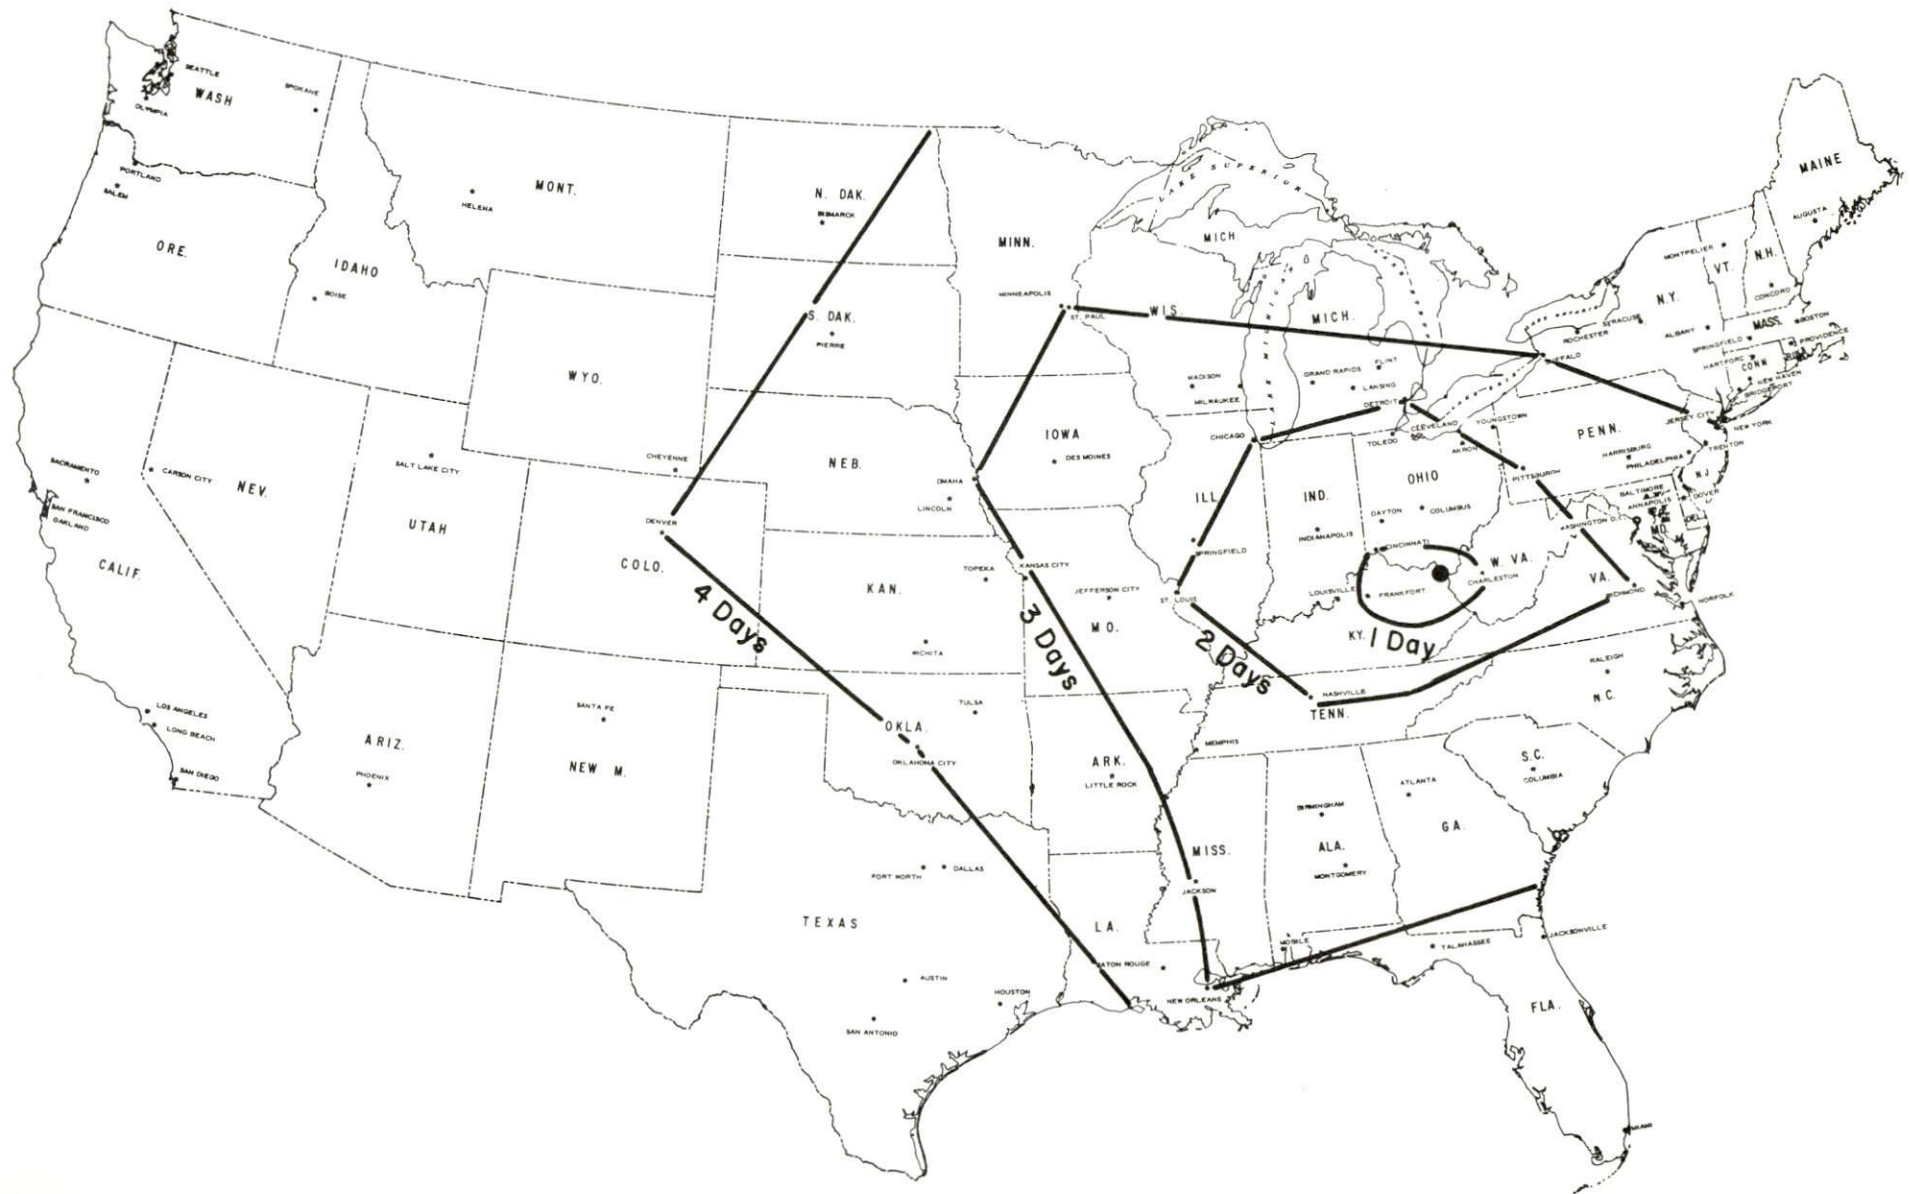 SEATTLE
WASH
SPOKANE
OLYMPIA
PORTLAND
SALEM
ORE.
IDAHO
BOISE
MONT.
HELENA
N. DAK.
BISMARCK
S. DAK.
PIERRE
MINN.
MINNEAPOLIS
ST. PAUL
WIS.
MADISON
MILWAUKEE
LAKE SUPERIOR
MICH
MICH.
GRAND RAPIDS
FLINT
LANSING
DETROIT
MAINE
AUGUSTA
MONTPELIER
VT.
N.H.
CONCORD
N.Y.
SYRACUSE
ROCHESTER
ALBANY
MASS.
BOSTON
SPRINGFIELD
PROVIDENCE
HARTFORD
CONN
NEW HAVEN
BRIDGEPORT
JERSEY CITY
NEW YORK
TRENTON
N.J.
PENN.
HARRISBURG
PHILADELPHIA
PITTSBURGH
YOUNGSTOWN
CLEVELAND
AKRON
TOLEDO
OHIO
DAYTON
COLUMBUS
CINCINNATI
BALTIMORE
ANNAPOLIS
DOVER
DEL.
MD.
WASHINGTON D.C.
W. VA.
CHARLESTON
VA.
NORFOLK
WYO.
CHEYENNE
NEB.
OMAHA
LINCOLN
IOWA
DES MOINES
CHICAGO
ILL.
SPRINGFIELD
IND.
INDIANAPOLIS
LOUISVILLE
FRANKFORT
KY.
1 Day
SACRAMENTO
SAN FRANCISCO
OAKLAND
CALIF.
CARSON CITY
NEV.
SALT LAKE CITY
UTAH
DENVER
COLO.
4 Days
KAN.
TOPEKA
WICHITA
KANSAS CITY
JEFFERSON CITY
MO.
3 Days
ST. LOUIS
2 Days
NASHVILLE
TENN.
MEMPHIS
RALEIGH
N.C.
S.C.
COLUMBIA
LOS ANGELES
LONG BEACH
SAN DIEGO
ARIZ.
PHOENIX
SANTA FE
NEW M.
OKLA.
TULSA
OKLAHOMA CITY
ARK.
LITTLE ROCK
BIRMINGHAM
ALA.
MONTGOMERY
ATLANTA
GA.
MISS.
JACKSON
FORT WORTH
DALLAS
TEXAS
AUSTIN
HOUSTON
SAN ANTONIO
LA.
BATON ROUGE
NEW ORLEANS
MOBILE
TALAHASSEE
JACKSONVILLE
FLA.
MIAMI